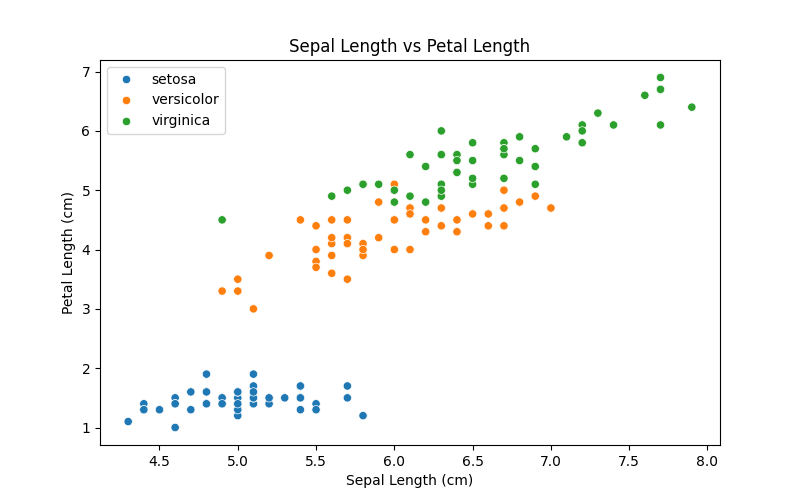 Sepal Length vs Petal Length
setosa
versicolor
virginica
Petal Length (cm)
7
6
5
4
3
2
1
4.5 5.0 5.5 6.0 6.5 7.0 7.5 8.0
Sepal Length (cm)